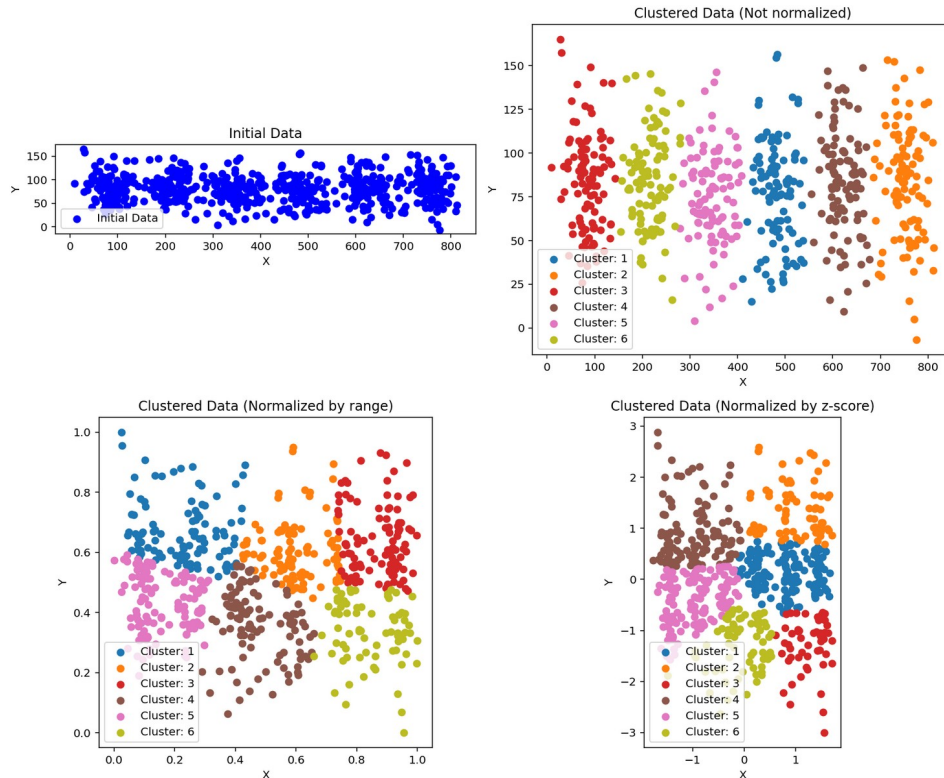 Initial Data
150
100
50
0
Y
Initial Data
0 100 200 300 400 500 600 700 800
X
Clustered Data (Not normalized)
150
125
100
75
50
25
0
Y
Cluster: 1
Cluster: 2
Cluster: 3
Cluster: 4
Cluster: 5
Cluster: 6
0 100 200 300 400 500 600 700 800
X
Clustered Data (Normalized by range)
1.0
0.8
0.6
0.4
0.2
0.0
Y
Cluster: 1
Cluster: 2
Cluster: 3
Cluster: 4
Cluster: 5
Cluster: 6
0.0 0.2 0.4 0.6 0.8 1.0
X
Clustered Data (Normalized by z-score)
3
2
1
0
−1
−2
−3
Y
Cluster: 1
Cluster: 2
Cluster: 3
Cluster: 4
Cluster: 5
Cluster: 6
−1 0 1
X